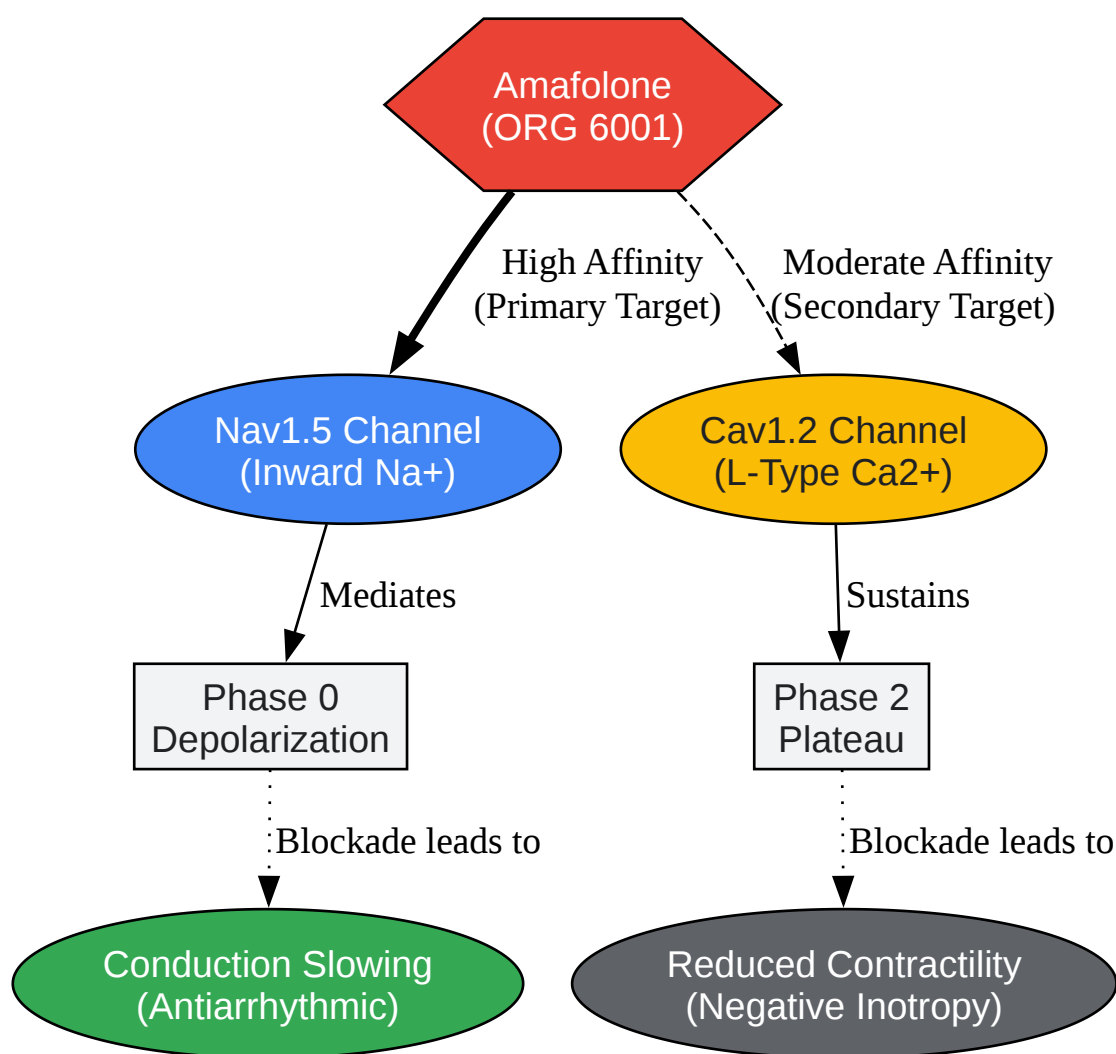 Amafolone
(ORG 6001)
High Affinity
(Primary Target)
Moderate Affinity
(Secondary Target)
Nav1.5 Channel
(Inward Na+)
Cav1.2 Channel
(L-Type Ca2+)
Mediates
Sustains
Phase 0
Depolarization
Phase 2
Plateau
Blockade leads to
Blockade leads to
Conduction Slowing
(Antiarrhythmic)
Reduced Contractility
(Negative Inotropy)